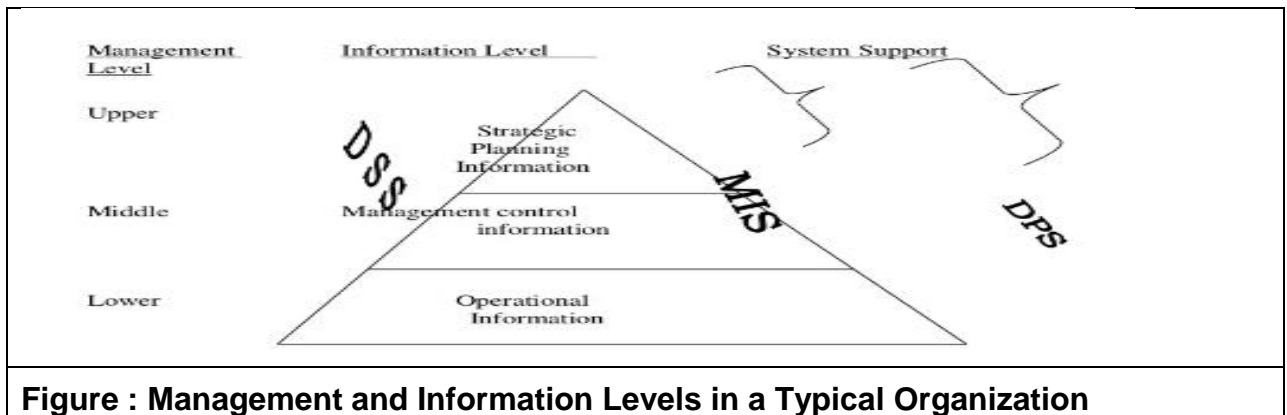 Management Level
Information Level
System Support
Upper
Strategic
Planning
Information
DSS
MIS
Middle
Management control
information
DPS
Lower
Operational
Information
Figure : Management and Information Levels in a Typical Organization